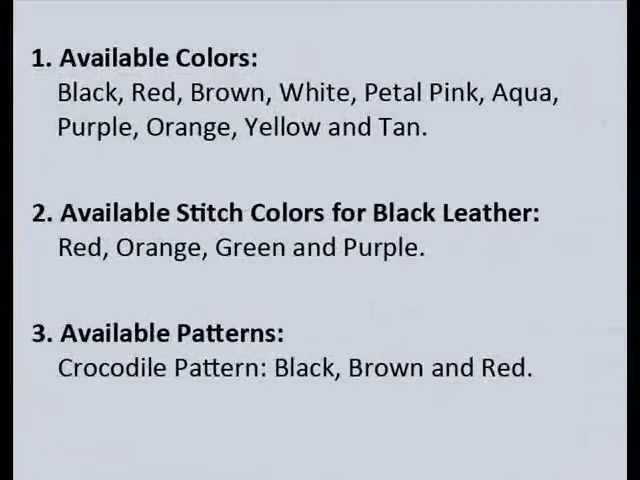 1. Available Colors:
Black, Red, Brown, White, Petal Pink, Aqua,
Purple, Orange, Yellow and Tan.
2. Available Stitch Colors for Black Leather:
Red, Orange, Green and Purple.
3. Available Patterns:
Crocodile Pattern: Black, Brown and Red.